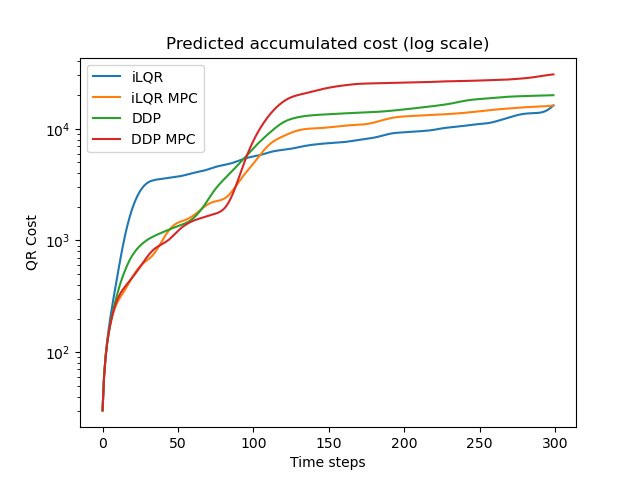 Predicted accumulated cost (log scale)
iLQR
iLQR MPC
DDP
DDP MPC
10^4
10^3
10^2
QR Cost
0 50 100 150 200 250 300
Time steps